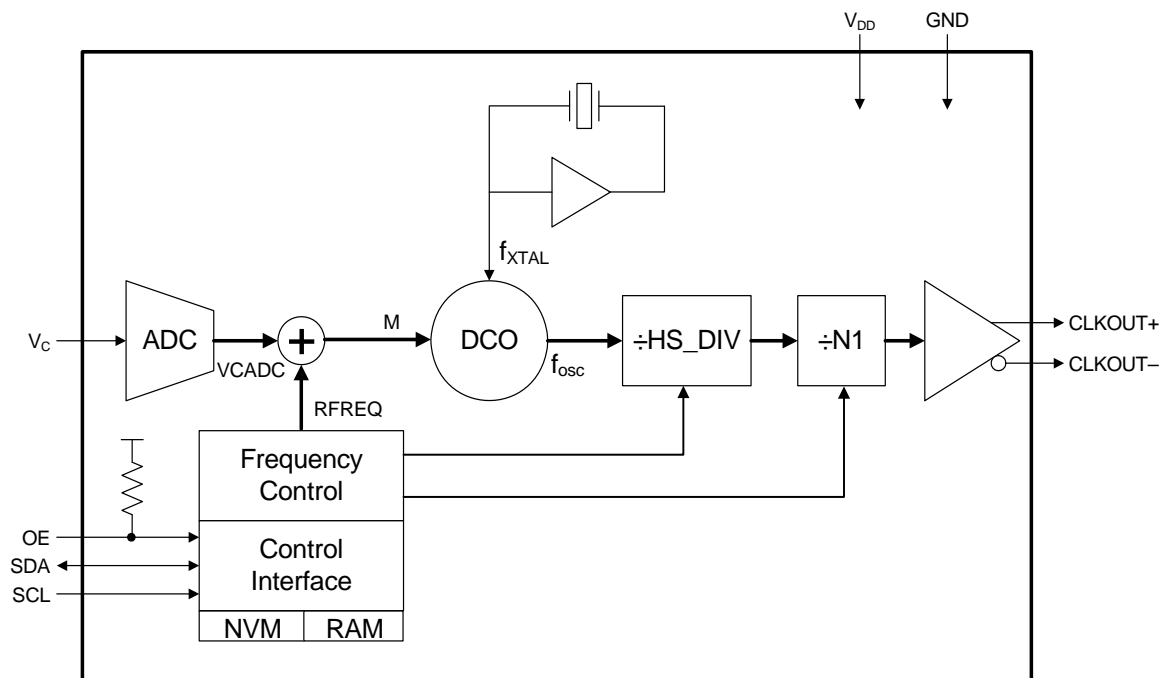 V_DD
GND
f_XTAL
V_C
ADC
VCADC
+
M
DCO
f_osc
÷HS_DIV
÷N1
CLKOUT+
CLKOUT–
RFREQ
Frequency
Control
OE
SDA
SCL
Control
Interface
NVM
RAM